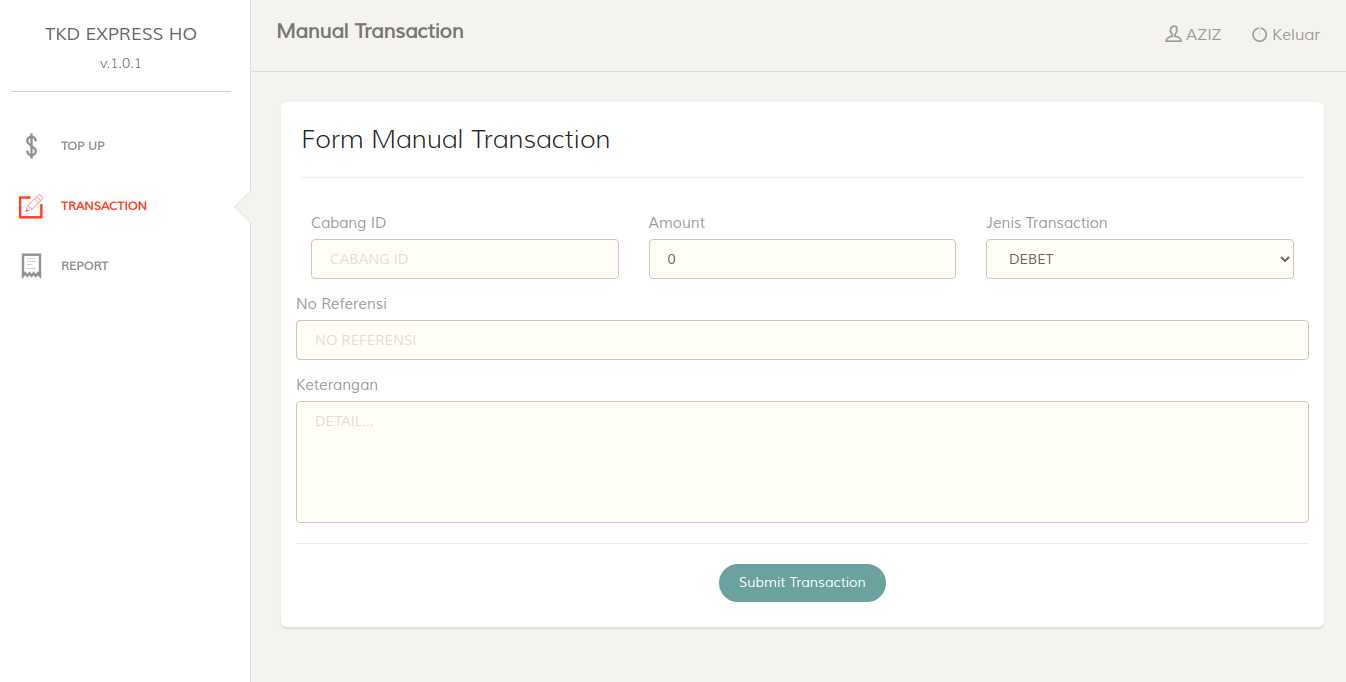 TKD EXPRESS HO
v.1.0.1
TOP UP
TRANSACTION
REPORT
Manual Transaction
AZIZ
Keluar
Form Manual Transaction
Cabang ID
Amount
Jenis Transaction
CABANG ID
0
DEBET
No Referensi
NO REFERENSI
Keterangan
DETAIL...
Submit Transaction